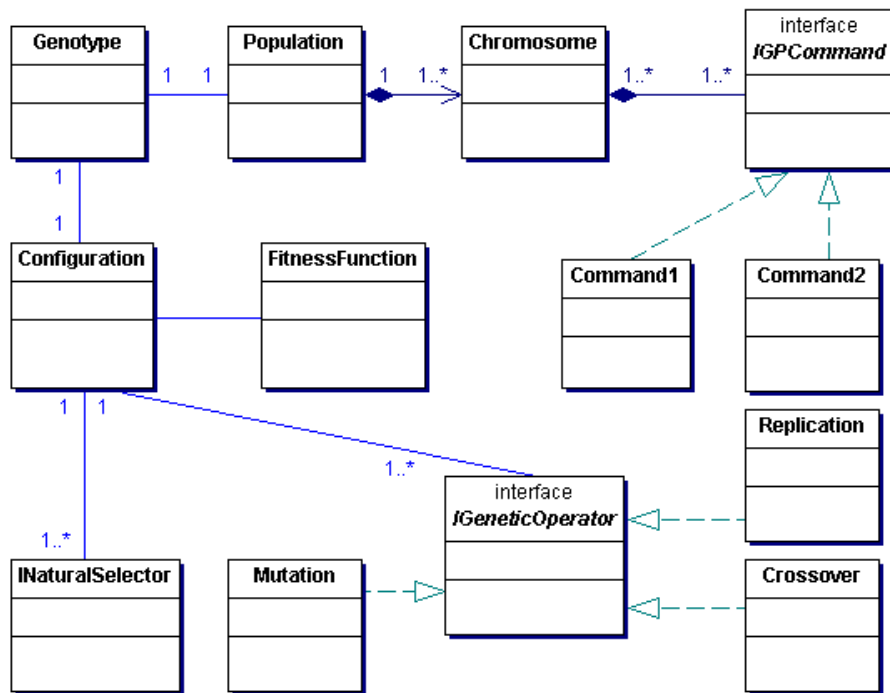 Genotype
Population
Chromosome
interface
IGPCommand
1
1
1
1..*
1..*
1..*
1
1
Configuration
FitnessFunction
Command1
Command2
1
1
1..*
1..*
Replication
interface
IGeneticOperator
INaturalSelector
Mutation
Crossover